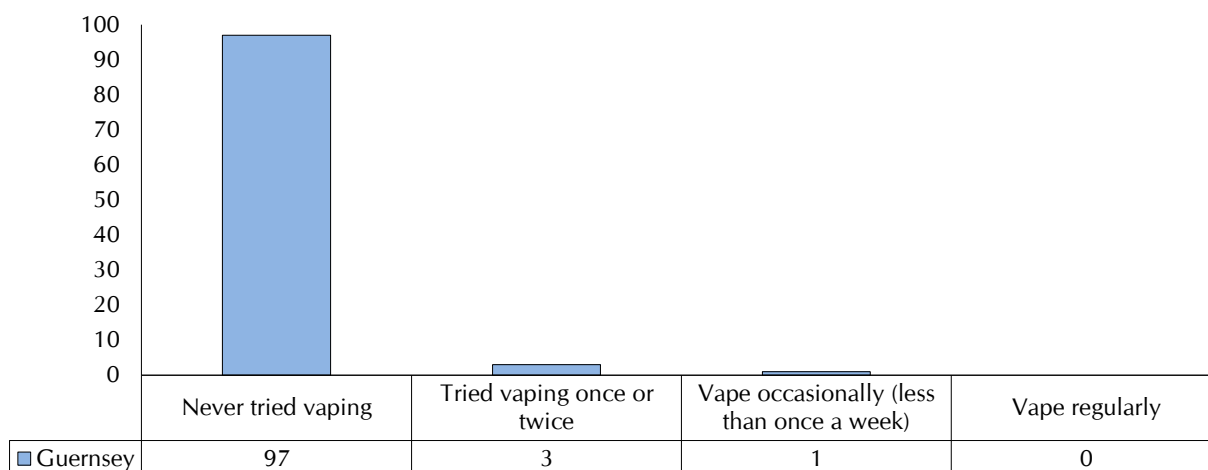 100
90
80
70
60
50
40
30
20
10
0
Never tried vaping
Tried vaping once or
twice
Vape occasionally (less
than once a week)
Vape regularly
Guernsey 97 3 1 0